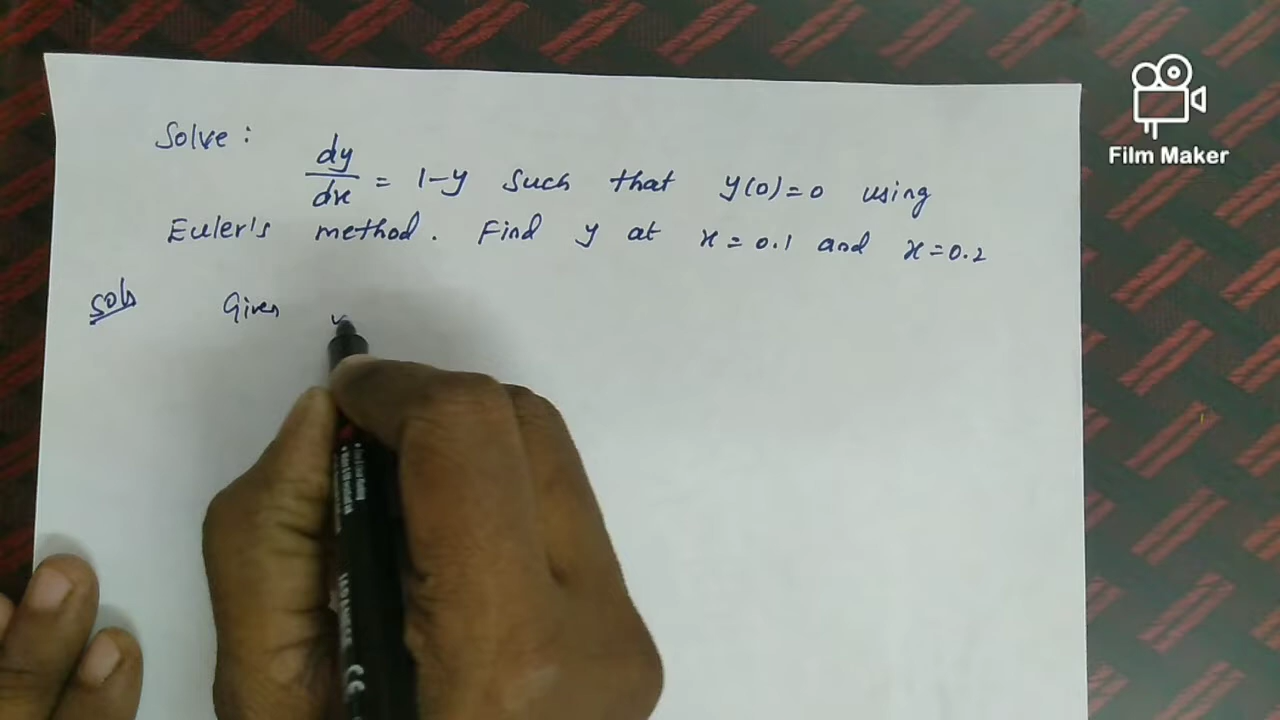 Solve:
dy/dx = 1-y such that y(0)=0 using
Euler's method. Find y at x=0.1 and x=0.2
Soln Given
Film Maker